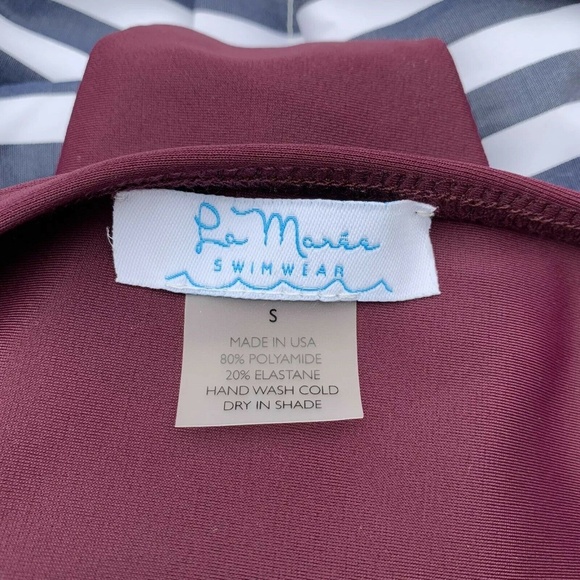 La Marée
SWIMWEAR
S
MADE IN USA
80% POLYAMIDE
20% ELASTANE
HAND WASH COLD
DRY IN SHADE